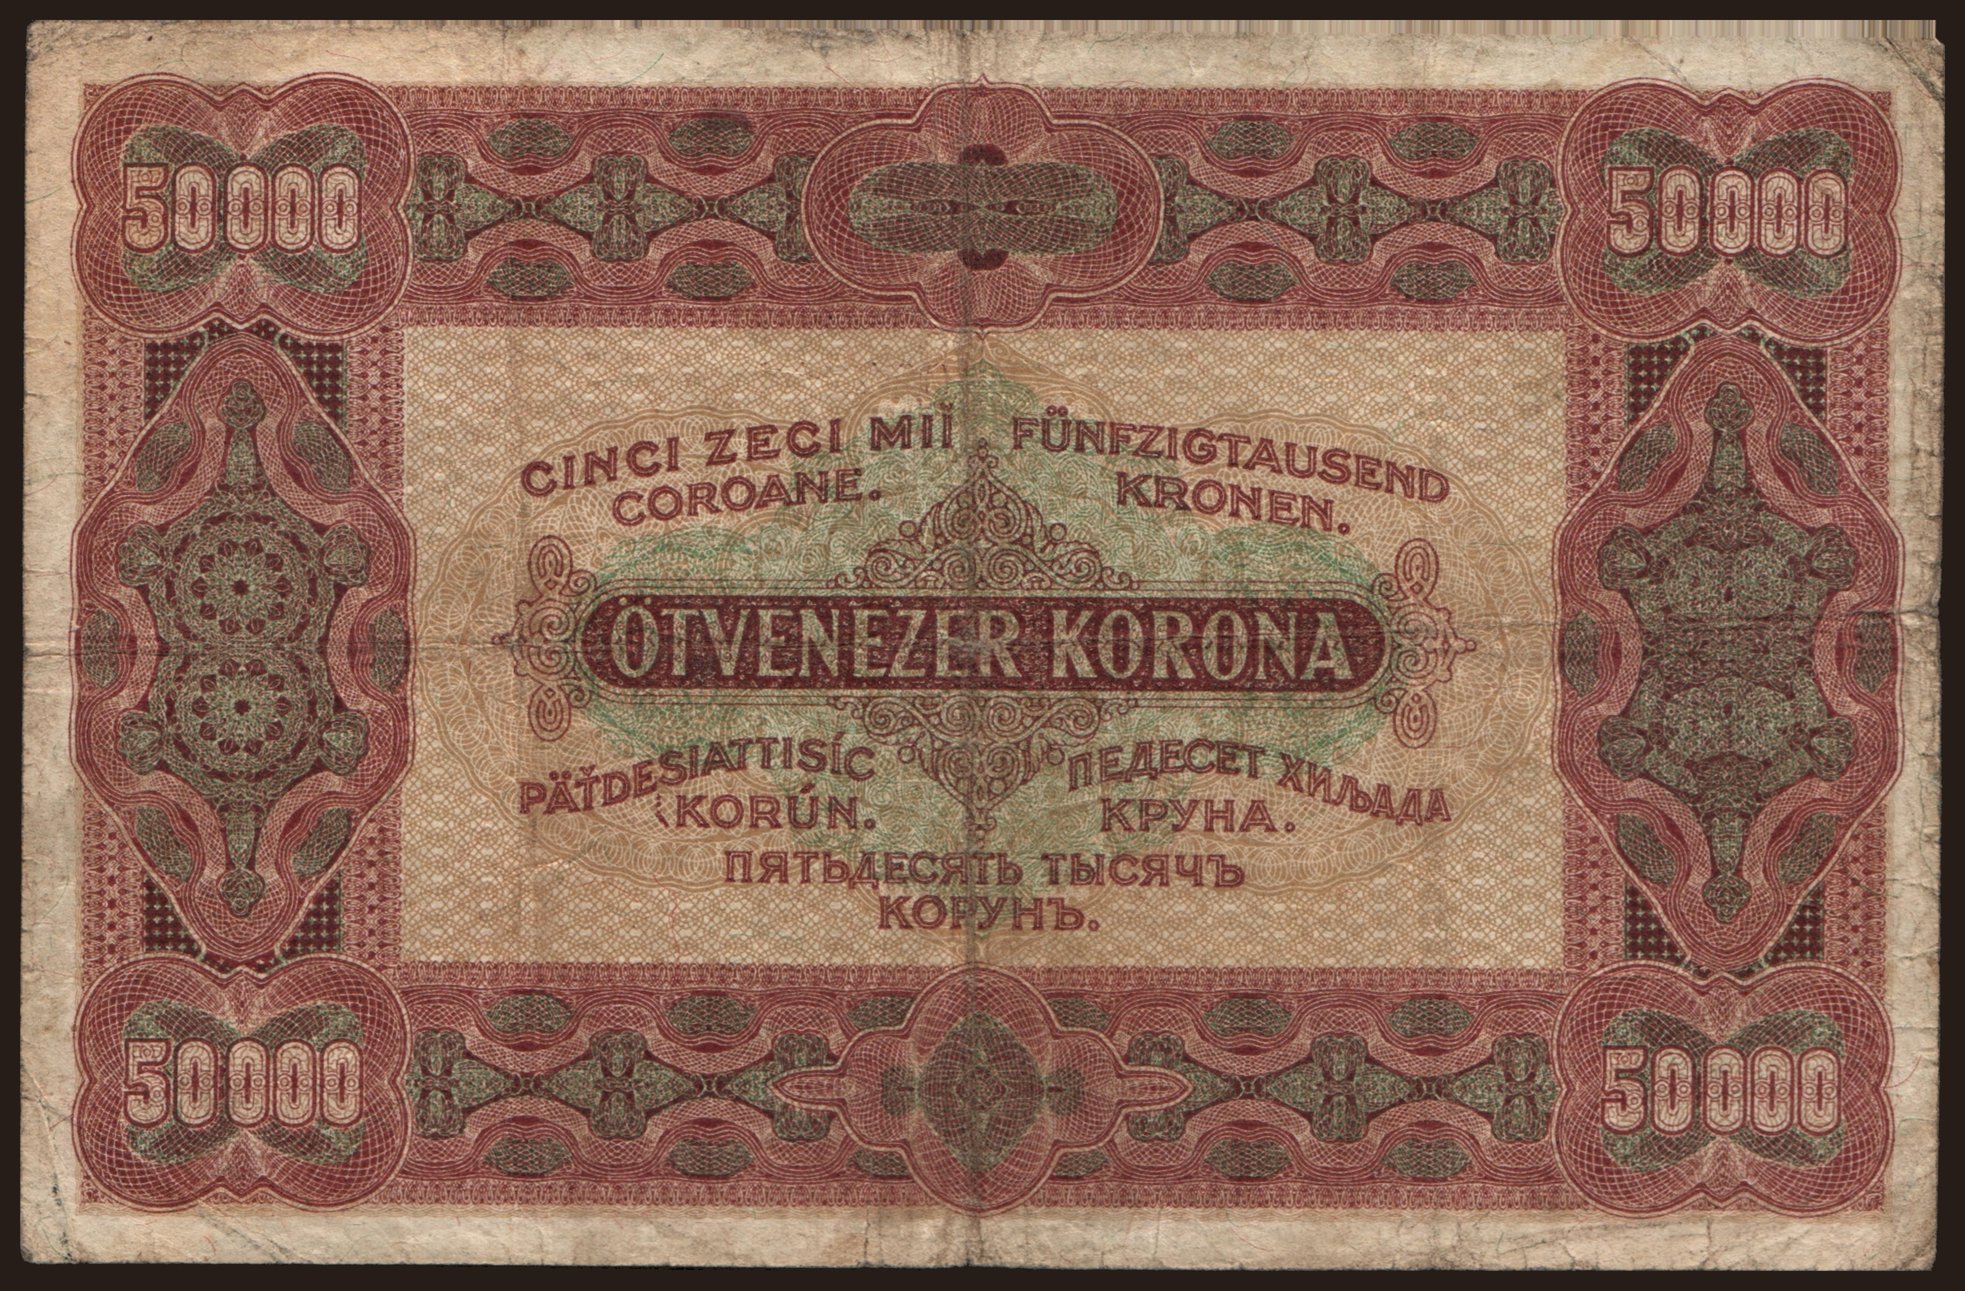 50000
50000
CINCI ZECI MII
COROANE.
FÜNFZIGTAUSEND
KRONEN.
ÖTVENEZER KORONA
PÄŤDESIATTISÍC
KORÚN.
ПЕДЕСЕТ ХИЉАДА
КРУНА.
ПЯТЬДЕСЯТЬ ТЫСЯЧЪ
КОРУНЪ.
50000
50000